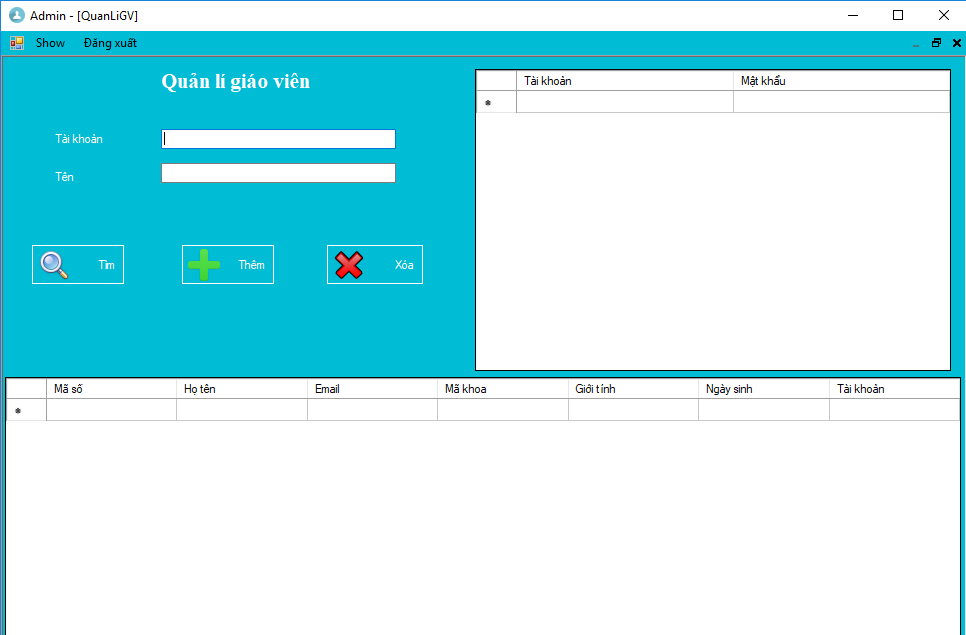 Admin - [QuanLiGV]
Show Đăng xuất
Quản lí giáo viên
Tài khoản
Tên
Tìm Thêm Xóa
Tài khoản Mật khẩu
Mã số Họ tên Email Mã khoa Giới tính Ngày sinh Tài khoản